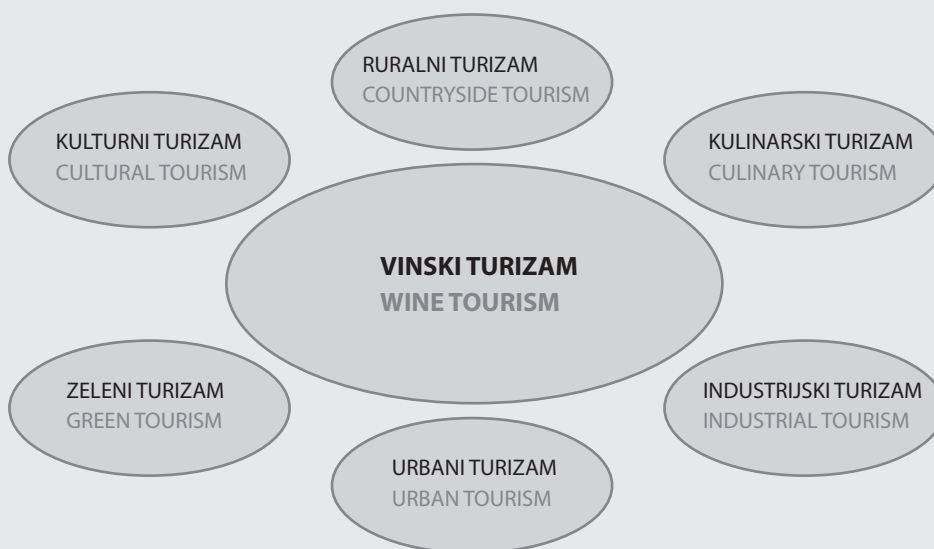 RURALNI TURIZAM
COUNTRYSIDE TOURISM
KULTURNI TURIZAM
CULTURAL TOURISM
KULINARSKI TURIZAM
CULINARY TOURISM
VINSKI TURIZAM
WINE TOURISM
ZELENI TURIZAM
GREEN TOURISM
INDUSTRIJSKI TURIZAM
INDUSTRIAL TOURISM
URBANI TURIZAM
URBAN TOURISM